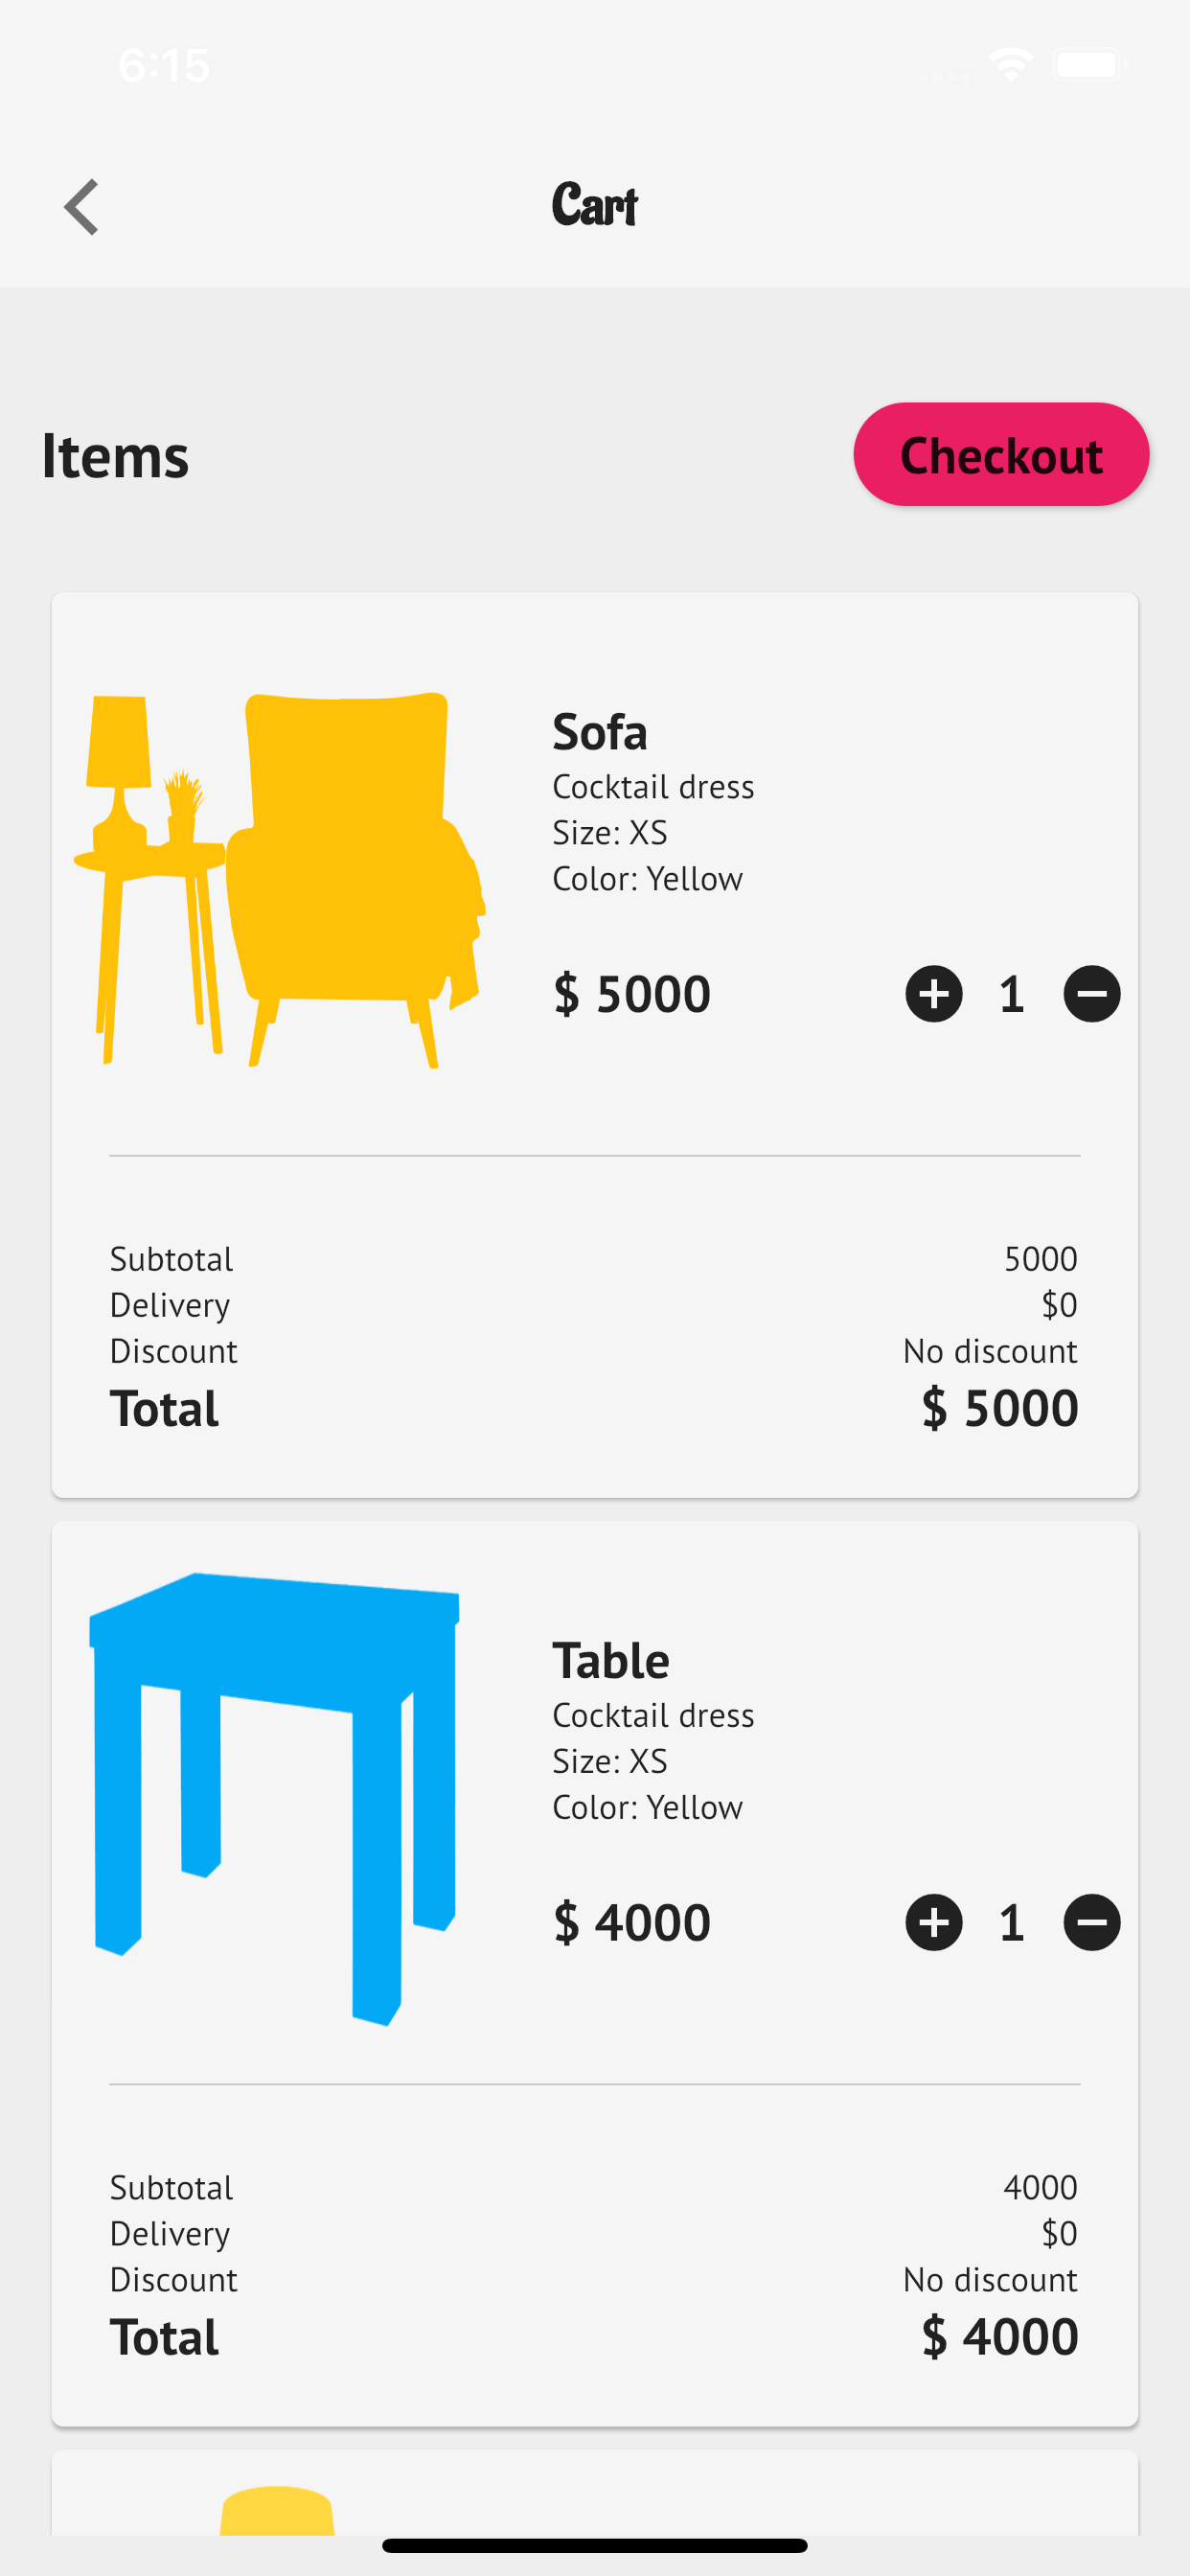 6:15
Cart
Items
Checkout
Sofa
Cocktail dress
Size: XS
Color: Yellow
$ 5000
1
Subtotal 5000
Delivery $0
Discount No discount
Total $ 5000
Table
Cocktail dress
Size: XS
Color: Yellow
$ 4000
1
Subtotal 4000
Delivery $0
Discount No discount
Total $ 4000